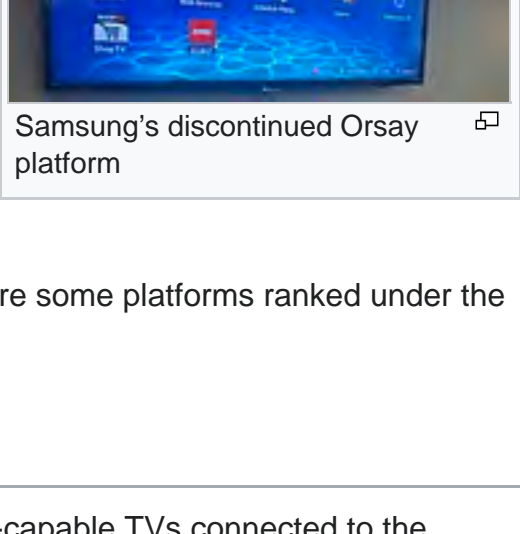 Samsung’s discontinued Orsay
platform
re some platforms ranked under the
-capable TVs connected to the